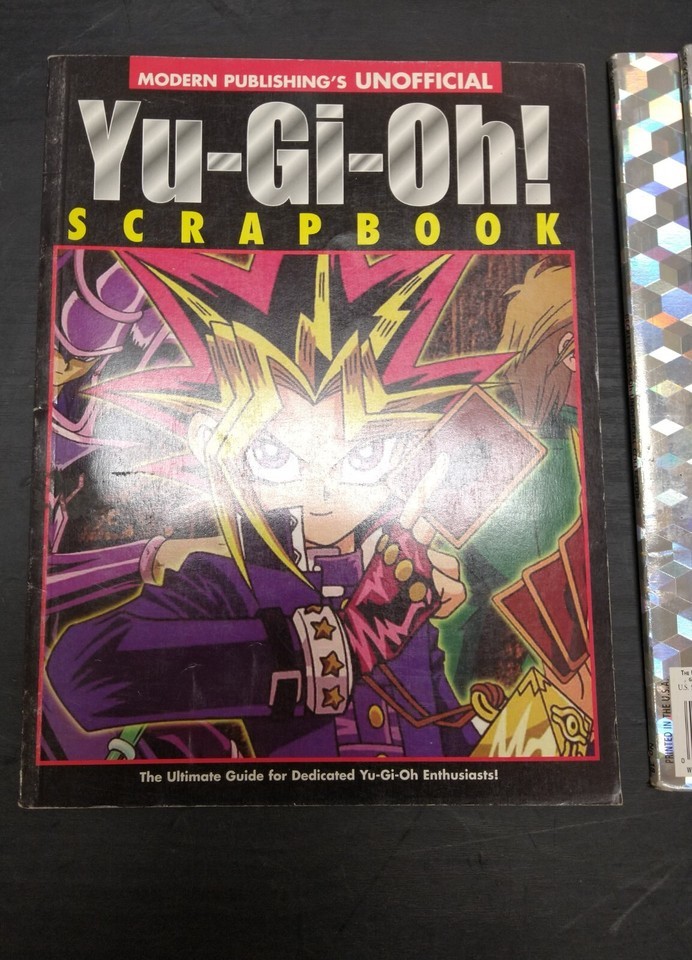 MODERN PUBLISHING'S UNOFFICIAL
Yu-Gi-Oh!
SCRAPBOOK
The Ultimate Guide for Dedicated Yu-Gi-Oh Enthusiasts!
PRINTED IN THE U.S.A.